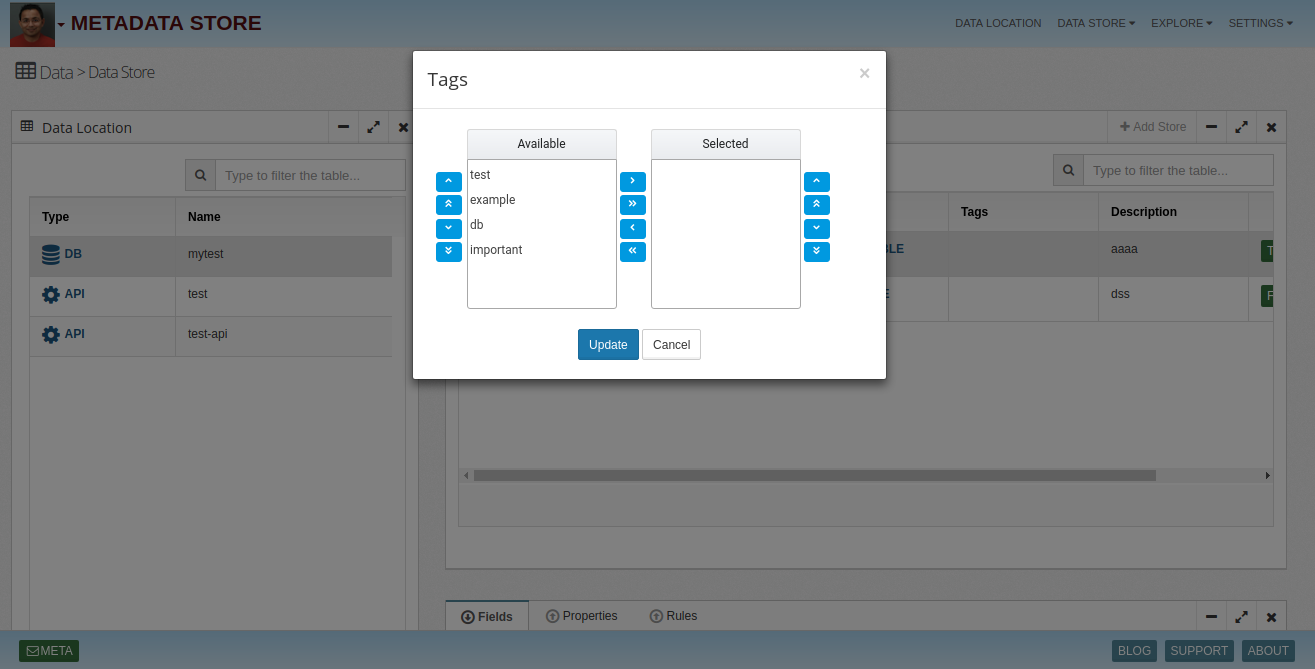 METADATA STORE
DATA LOCATION DATA STORE EXPLORE SETTINGS
Data > Data Store
Tags ×
Data Location
Add Store
Available Selected
Type to filter the table...
Type to filter the table...
test
example
db
important
Type Name
Tags Description
DB mytest
LE aaaa
API test
dss
API test-api
Update Cancel
Fields Properties Rules
META
BLOG SUPPORT ABOUT